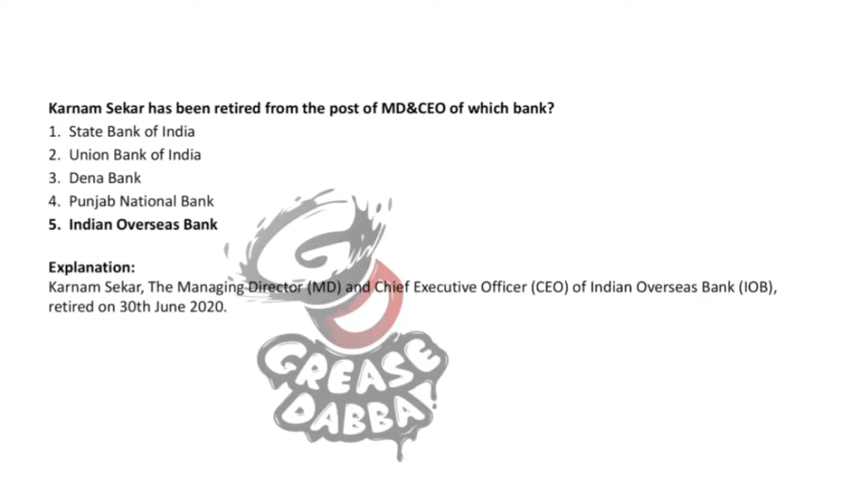 Karnam Sekar has been retired from the post of MD&CEO of which bank?
1. State Bank of India
2. Union Bank of India
3. Dena Bank
4. Punjab National Bank
5. Indian Overseas Bank
Explanation:
Karnam Sekar, The Managing Director (MD) and Chief Executive Officer (CEO) of Indian Overseas Bank (IOB),
retired on 30th June 2020.
GD
GREASE
DABBA